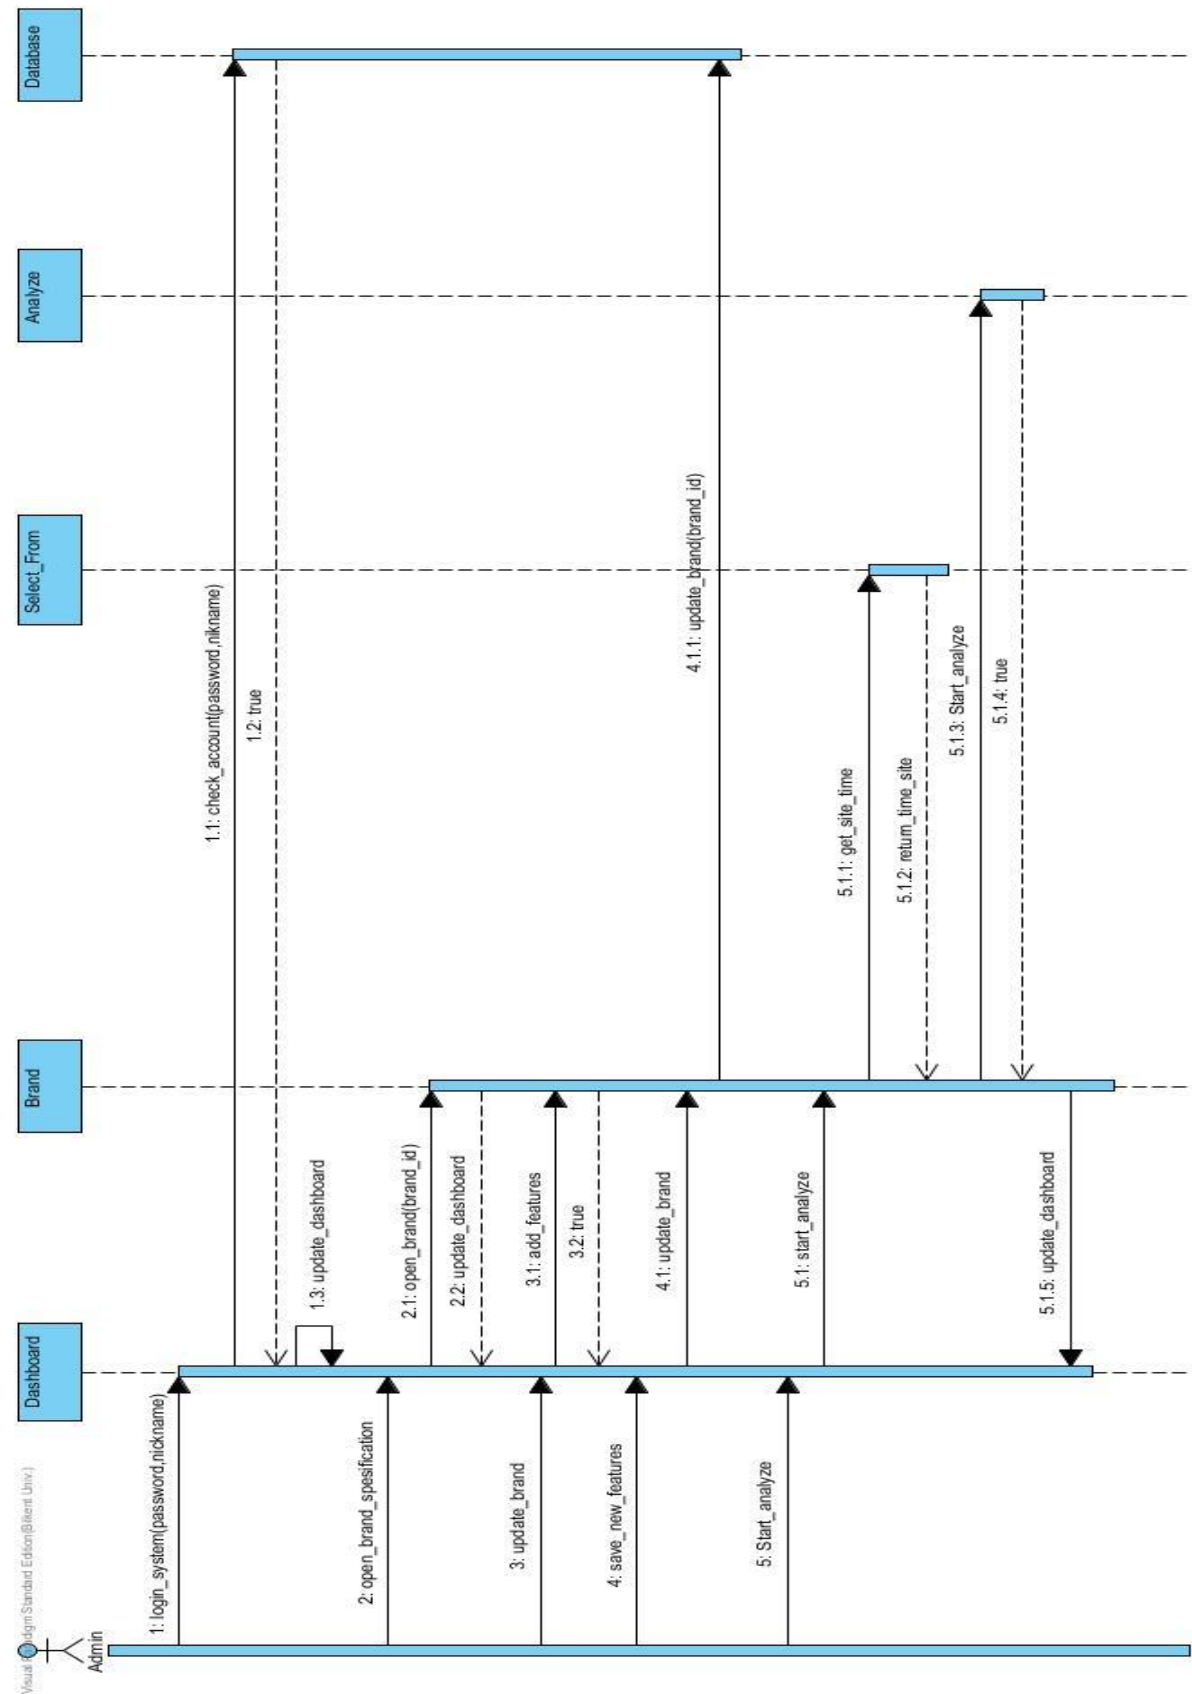 Visual Paradigm Standard Edition(Bilkent Univ.)
Admin
Dashboard
Brand
Select_From
Analyze
Database
1: login_system(password,nickname)
1.1: check_account(password,nikname)
1.2: true
1.3: update_dashboard
2: open_brand_spesification
2.1: open_brand(brand_id)
2.2: update_dashboard
3: update_brand
3.1: add_features
3.2: true
4: save_new_features
4.1: update_brand
4.1.1: update_brand(brand_id)
5: Start_analyze
5.1: start_analyze
5.1.1: get_site_time
5.1.2: return_time_site
5.1.3: Start_analyze
5.1.4: true
5.1.5: update_dashboard